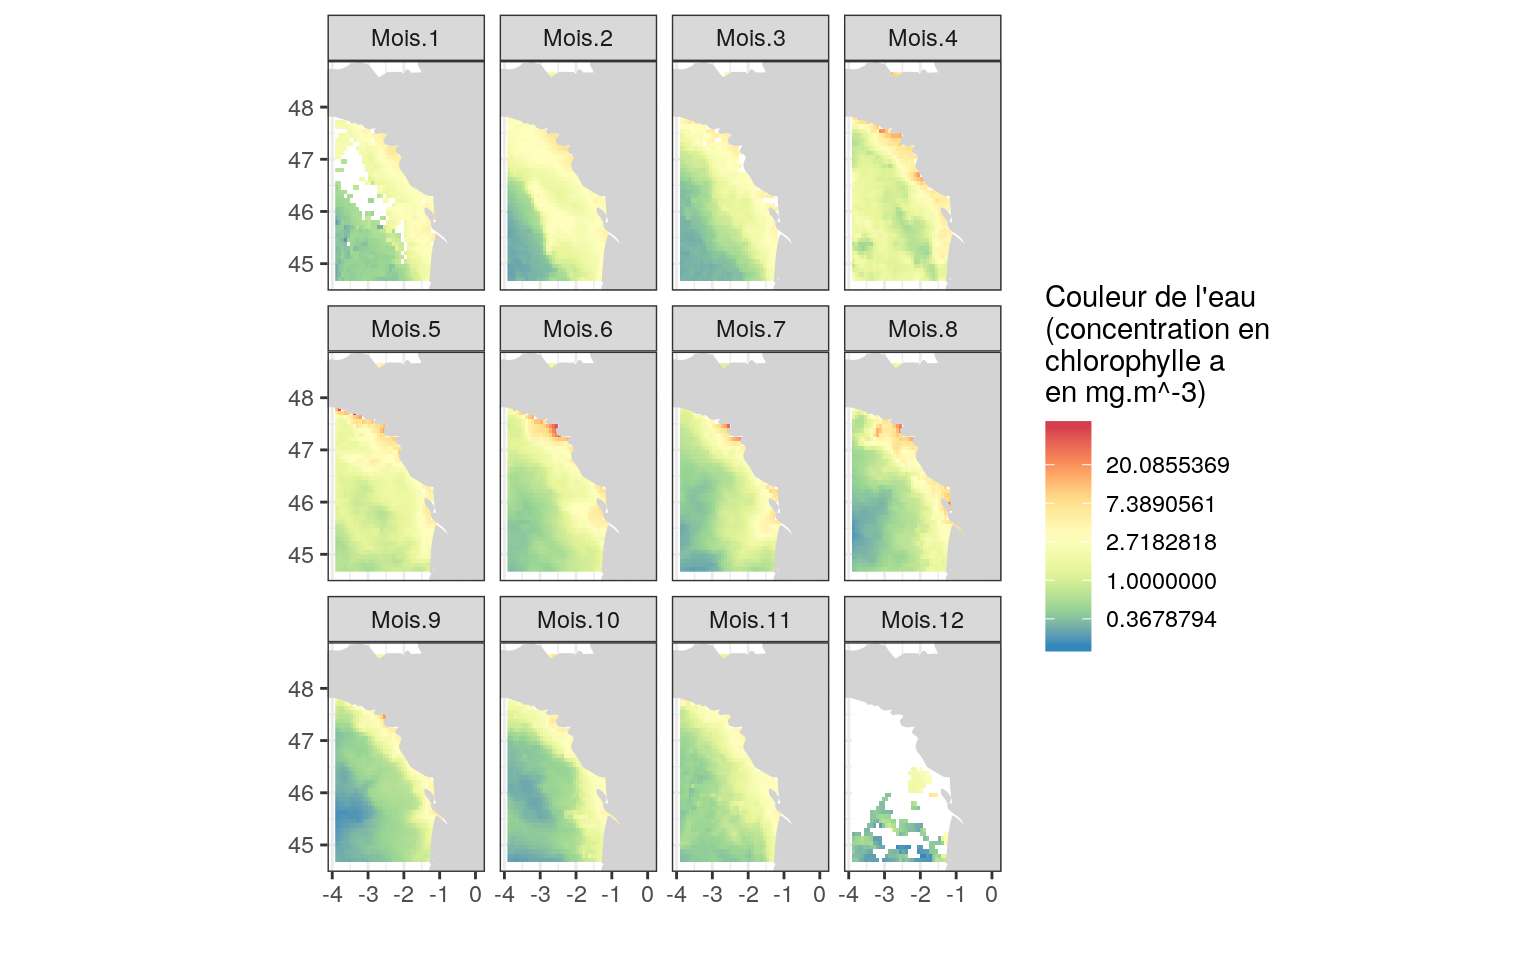 Mois.1 Mois.2 Mois.3 Mois.4
48
47
46
45
Mois.5 Mois.6 Mois.7 Mois.8
48
47
46
45
Mois.9 Mois.10 Mois.11 Mois.12
48
47
46
45
-4 -3 -2 -1 0 -4 -3 -2 -1 0 -4 -3 -2 -1 0 -4 -3 -2 -1 0
Couleur de l'eau
(concentration en
chlorophylle a
en mg.m^-3)
20.0855369
7.3890561
2.7182818
1.0000000
0.3678794